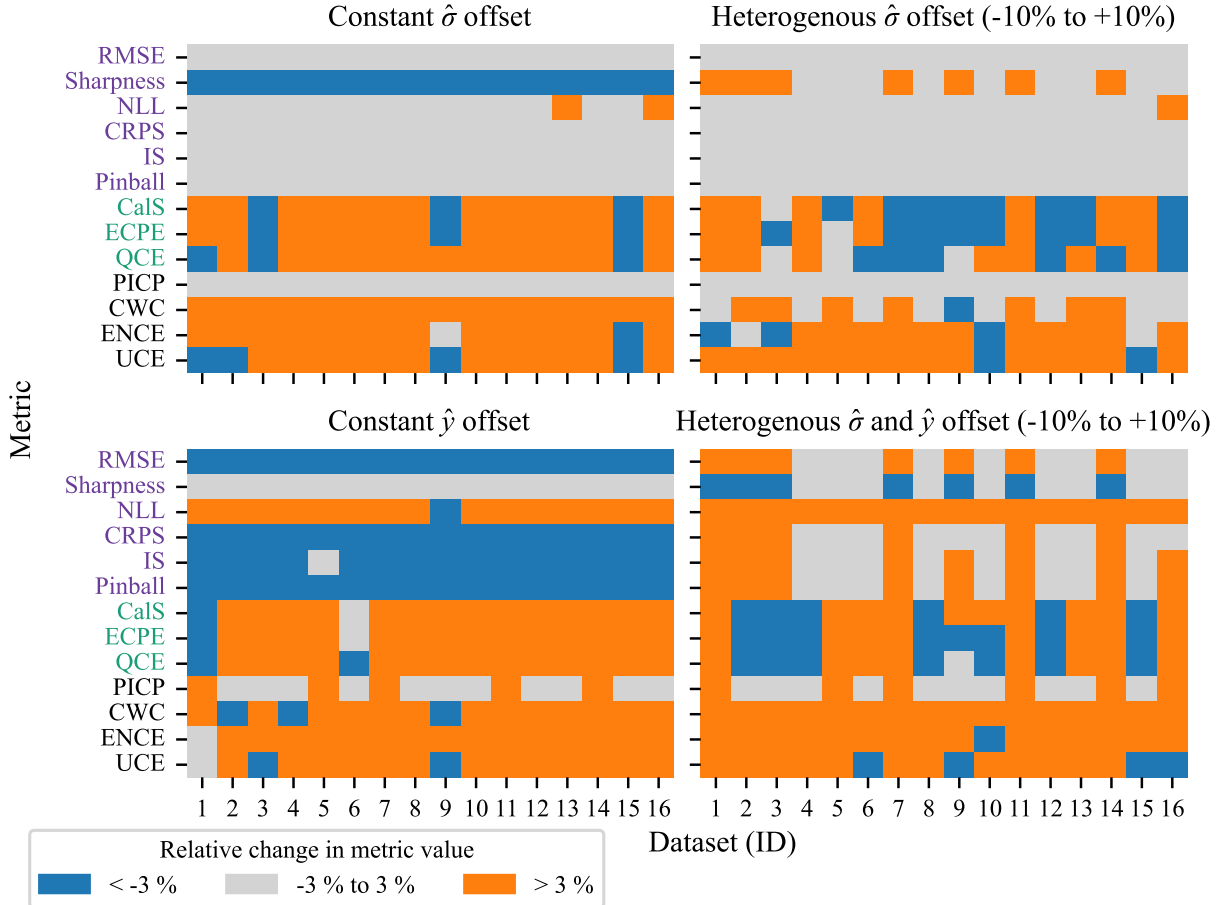 Constant σ̂ offset
Heterogenous σ̂ offset (-10% to +10%)
RMSE
Sharpness
NLL
CRPS
IS
Pinball
CalS
ECPE
QCE
PICP
CWC
ENCE
UCE
Metric
Constant ŷ offset
Heterogenous σ̂ and ŷ offset (-10% to +10%)
RMSE
Sharpness
NLL
CRPS
IS
Pinball
CalS
ECPE
QCE
PICP
CWC
ENCE
UCE
1 2 3 4 5 6 7 8 9 10 11 12 13 14 15 16
1 2 3 4 5 6 7 8 9 10 11 12 13 14 15 16
Dataset (ID)
Relative change in metric value
< -3 % -3 % to 3 % > 3 %